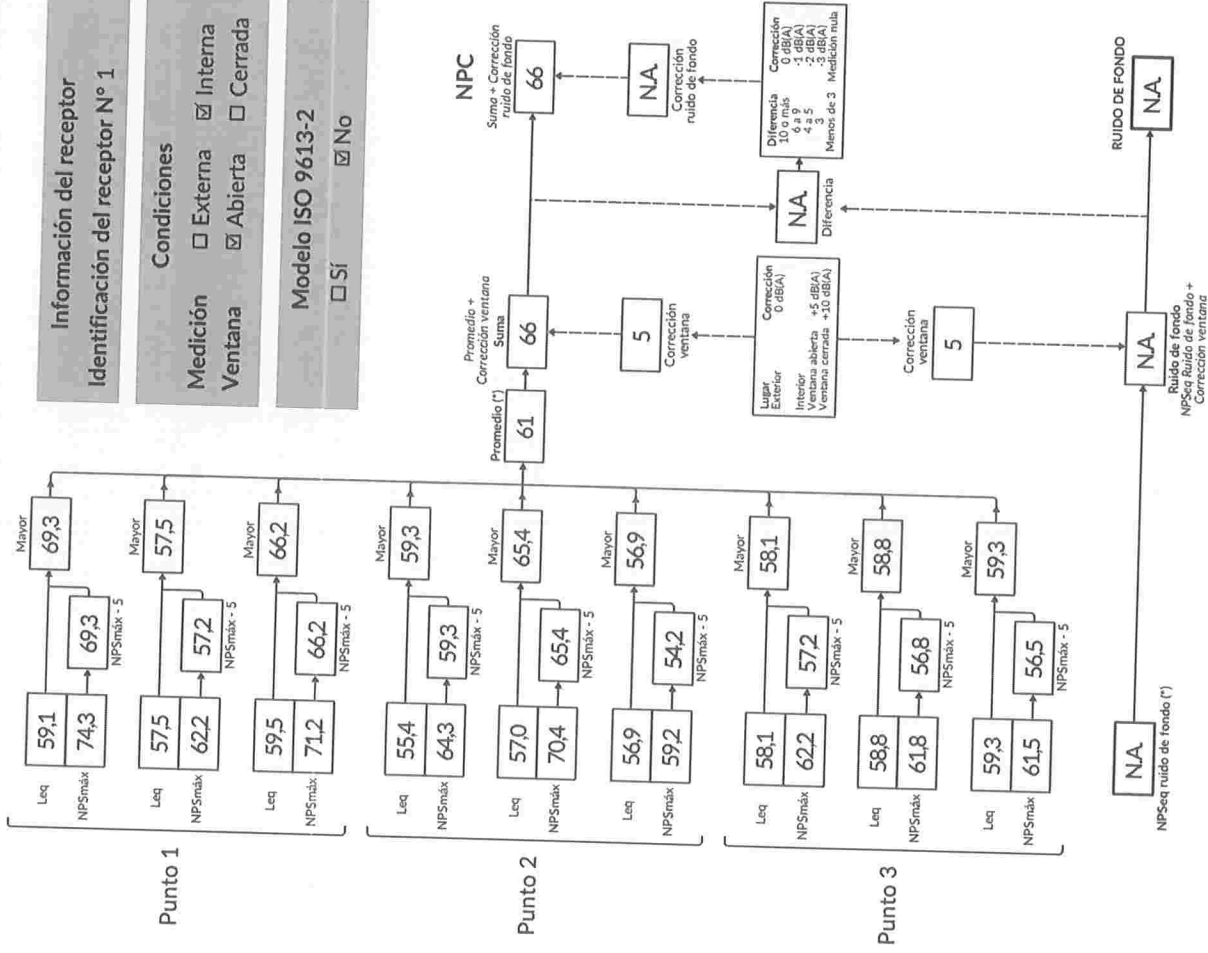 Información del receptor
Identificación del receptor N° 1
Condiciones
Medición ☐ Externa ☑ Interna
Ventana ☑ Abierta ☐ Cerrada
Modelo ISO 9613-2
☐ Sí ☑ No
Punto 1
Leq 59,1
NPSmáx 74,3
69,3
NPSmáx - 5
Mayor
69,3
Leq 57,5
NPSmáx 62,2
57,2
NPSmáx - 5
Mayor
57,5
Leq 59,5
NPSmáx 71,2
66,2
NPSmáx - 5
Mayor
66,2
Punto 2
Leq 55,4
NPSmáx 64,3
59,3
NPSmáx - 5
Mayor
59,3
Leq 57,0
NPSmáx 70,4
65,4
NPSmáx - 5
Mayor
65,4
Leq 56,9
NPSmáx 59,2
54,2
NPSmáx - 5
Mayor
56,9
Punto 3
Leq 58,1
NPSmáx 62,2
57,2
NPSmáx - 5
Mayor
58,1
Leq 58,8
NPSmáx 61,8
56,8
NPSmáx - 5
Mayor
58,8
Leq 59,3
NPSmáx 61,5
56,5
NPSmáx - 5
Mayor
59,3
Promedio (*)
61
Promedio +
Corrección ventana
Suma
66
5
Corrección
ventana
Lugar Corrección
Exterior 0 dB(A)
Interior
Ventana abierta +5 dB(A)
Ventana cerrada +10 dB(A)
Corrección
ventana
5
NPC
Suma + Corrección
ruido de fondo
66
N.A.
Corrección
ruido de fondo
Diferencia Corrección
10 o más 0 dB(A)
6 a 9 -1 dB(A)
4 a 5 -2 dB(A)
3 -3 dB(A)
Menos de 3 Medición nula
N.A.
Diferencia
N.A.
NPSeq ruido de fondo (*)
N.A.
Ruido de fondo
NPSeq Ruido de fondo +
Corrección ventana
RUIDO DE FONDO
N.A.